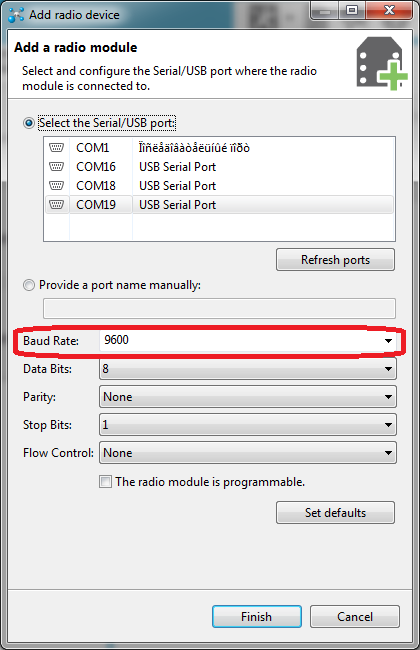 Add radio device
Add a radio module
Select and configure the Serial/USB port where the radio
module is connected to.
Select the Serial/USB port:
COM1 Ïîñëåäîâàòåëüíûé ïîðò
COM16 USB Serial Port
COM18 USB Serial Port
COM19 USB Serial Port
Refresh ports
Provide a port name manually:
Baud Rate: 9600
Data Bits: 8
Parity: None
Stop Bits: 1
Flow Control: None
The radio module is programmable.
Set defaults
Finish Cancel